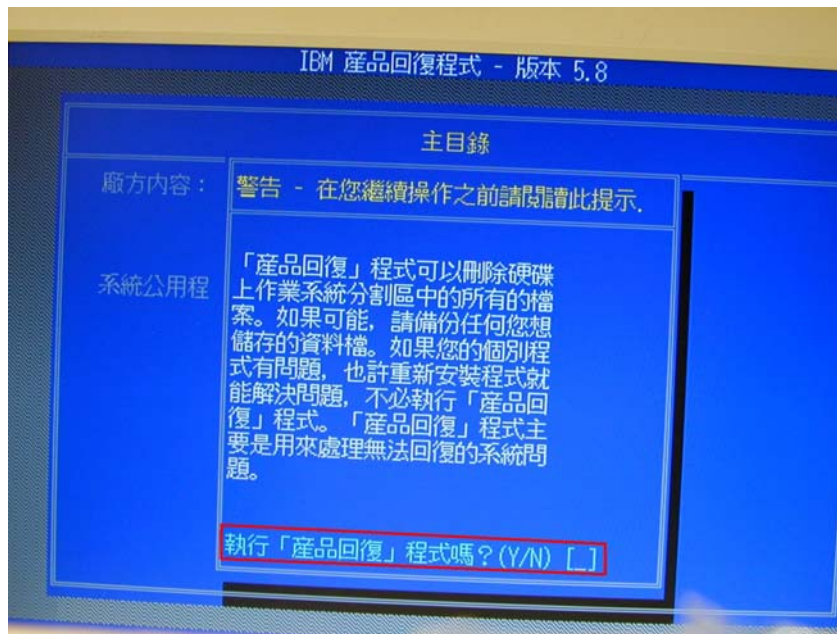 IBM 産品回復程式 - 版本 5.8
主目錄
廠方內容：
警告 - 在您繼續操作之前請閱讀此提示.
系統公用程
「産品回復」程式可以刪除硬碟
上作業系統分割區中的所有的檔
案。如果可能, 請備份任何您想
儲存的資料檔。如果您的個別程
式有問題, 也許重新安裝程式就
能解決問題, 不必執行「産品回
復」程式。「産品回復」程式主
要是用來處理無法回復的系統問
題。
執行「産品回復」程式嗎？(Y/N) [_]